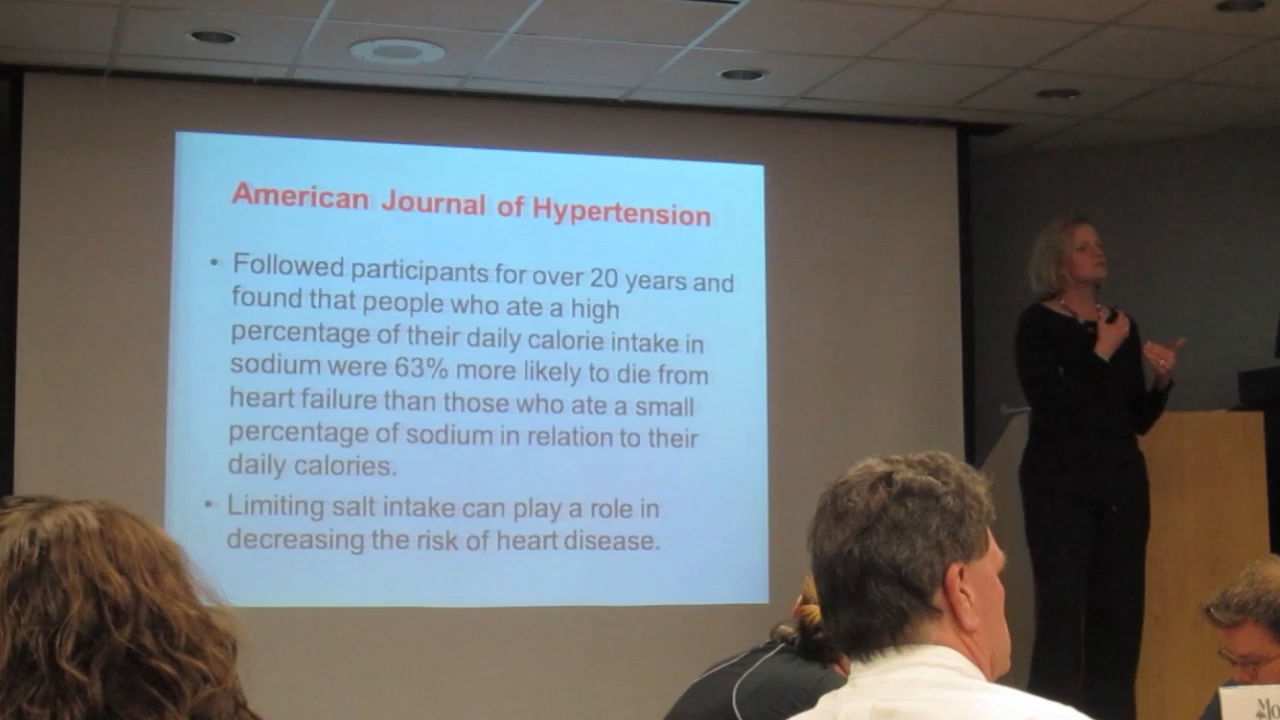 American Journal of Hypertension
• Followed participants for over 20 years and
found that people who ate a high
percentage of their daily calorie intake in
sodium were 63% more likely to die from
heart failure than those who ate a small
percentage of sodium in relation to their
daily calories.
• Limiting salt intake can play a role in
decreasing the risk of heart disease.